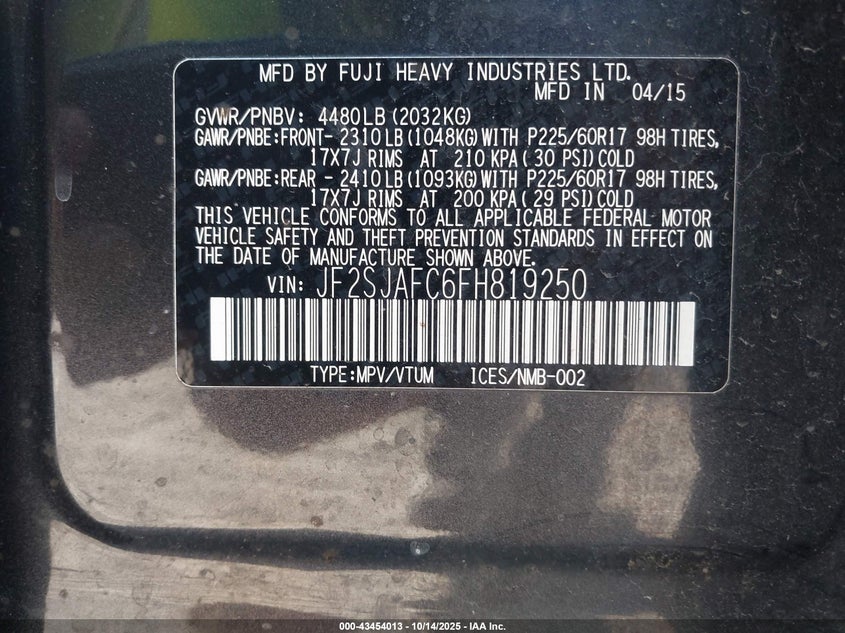 MFD BY FUJI HEAVY INDUSTRIES LTD.
MFD IN 04/15
GVWR/PNBV: 4480LB(2032KG)
GAWR/PNBE:FRONT- 2310LB(1048KG)WITH P225/60R17 98H TIRES,
17X7J RIMS AT 210 KPA( 30 PSI)COLD
GAWR/PNBE:REAR - 2410LB(1093KG)WITH P225/60R17 98H TIRES,
17X7J RIMS AT 200 KPA( 29 PSI)COLD
THIS VEHICLE CONFORMS TO ALL APPLICABLE FEDERAL MOTOR
VEHICLE SAFETY AND THEFT PREVENTION STANDARDS IN EFFECT ON
THE DATE OF MANUFACTURE SHOWN ABOVE.
VIN: JF2SJAFC6FH819250
TYPE:MPV/VTUM ICES/NMB-002
000-43454013 - 10/14/2025 - IAA Inc.